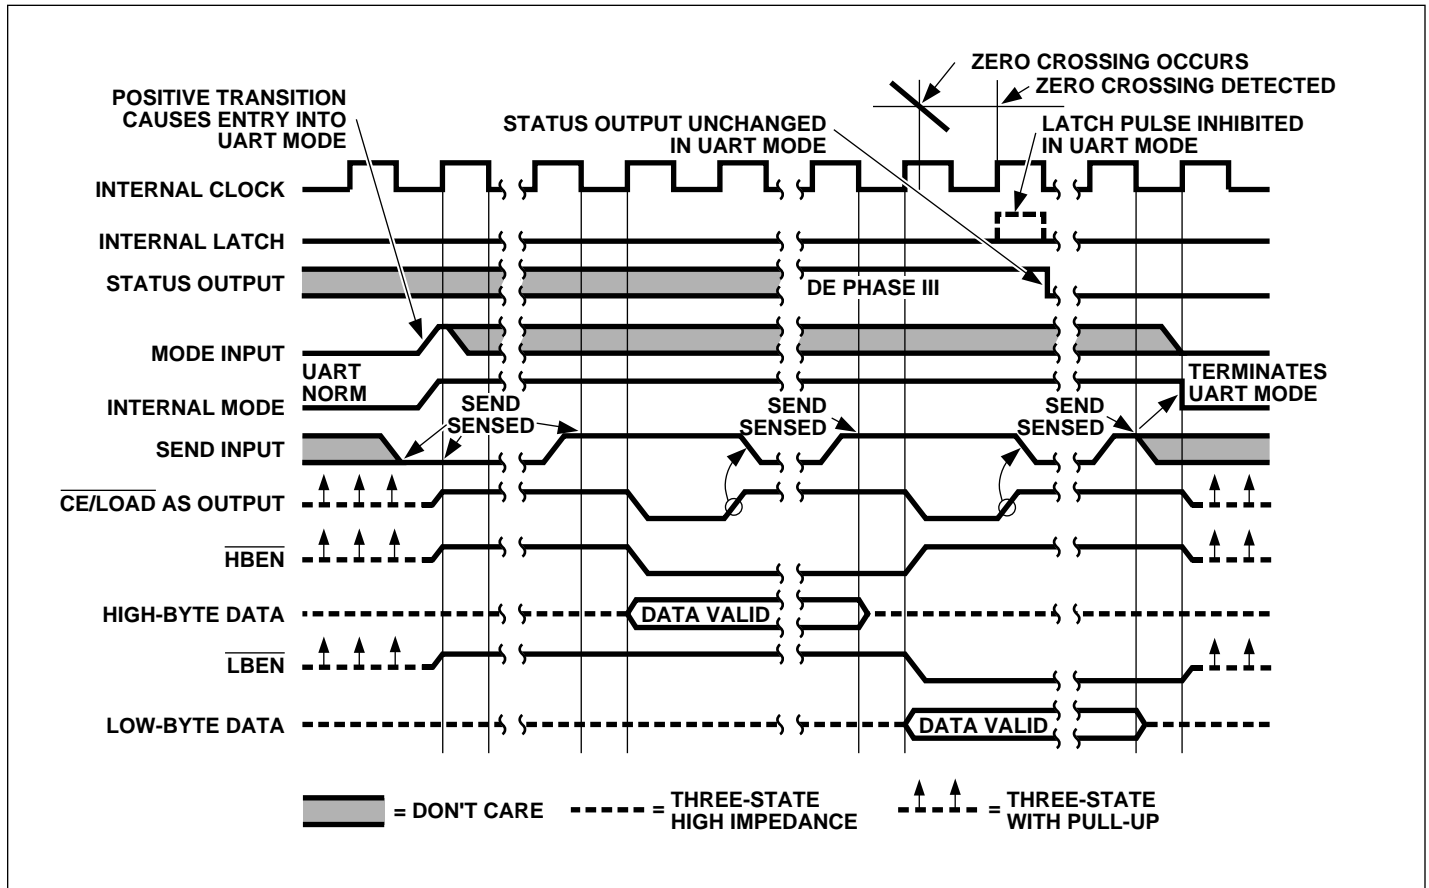 ZERO CROSSING OCCURS
ZERO CROSSING DETECTED
POSITIVE TRANSITION
CAUSES ENTRY INTO
UART MODE
STATUS OUTPUT UNCHANGED
IN UART MODE
LATCH PULSE INHIBITED
IN UART MODE
INTERNAL CLOCK
INTERNAL LATCH
STATUS OUTPUT
DE PHASE III
MODE INPUT
UART
NORM
TERMINATES
UART MODE
INTERNAL MODE
SEND
SENSED
SEND
SENSED
SEND
SENSED
SEND INPUT
CE/LOAD AS OUTPUT
HBEN
HIGH-BYTE DATA
DATA VALID
LBEN
LOW-BYTE DATA
DATA VALID
= DON'T CARE
= THREE-STATE
HIGH IMPEDANCE
= THREE-STATE
WITH PULL-UP